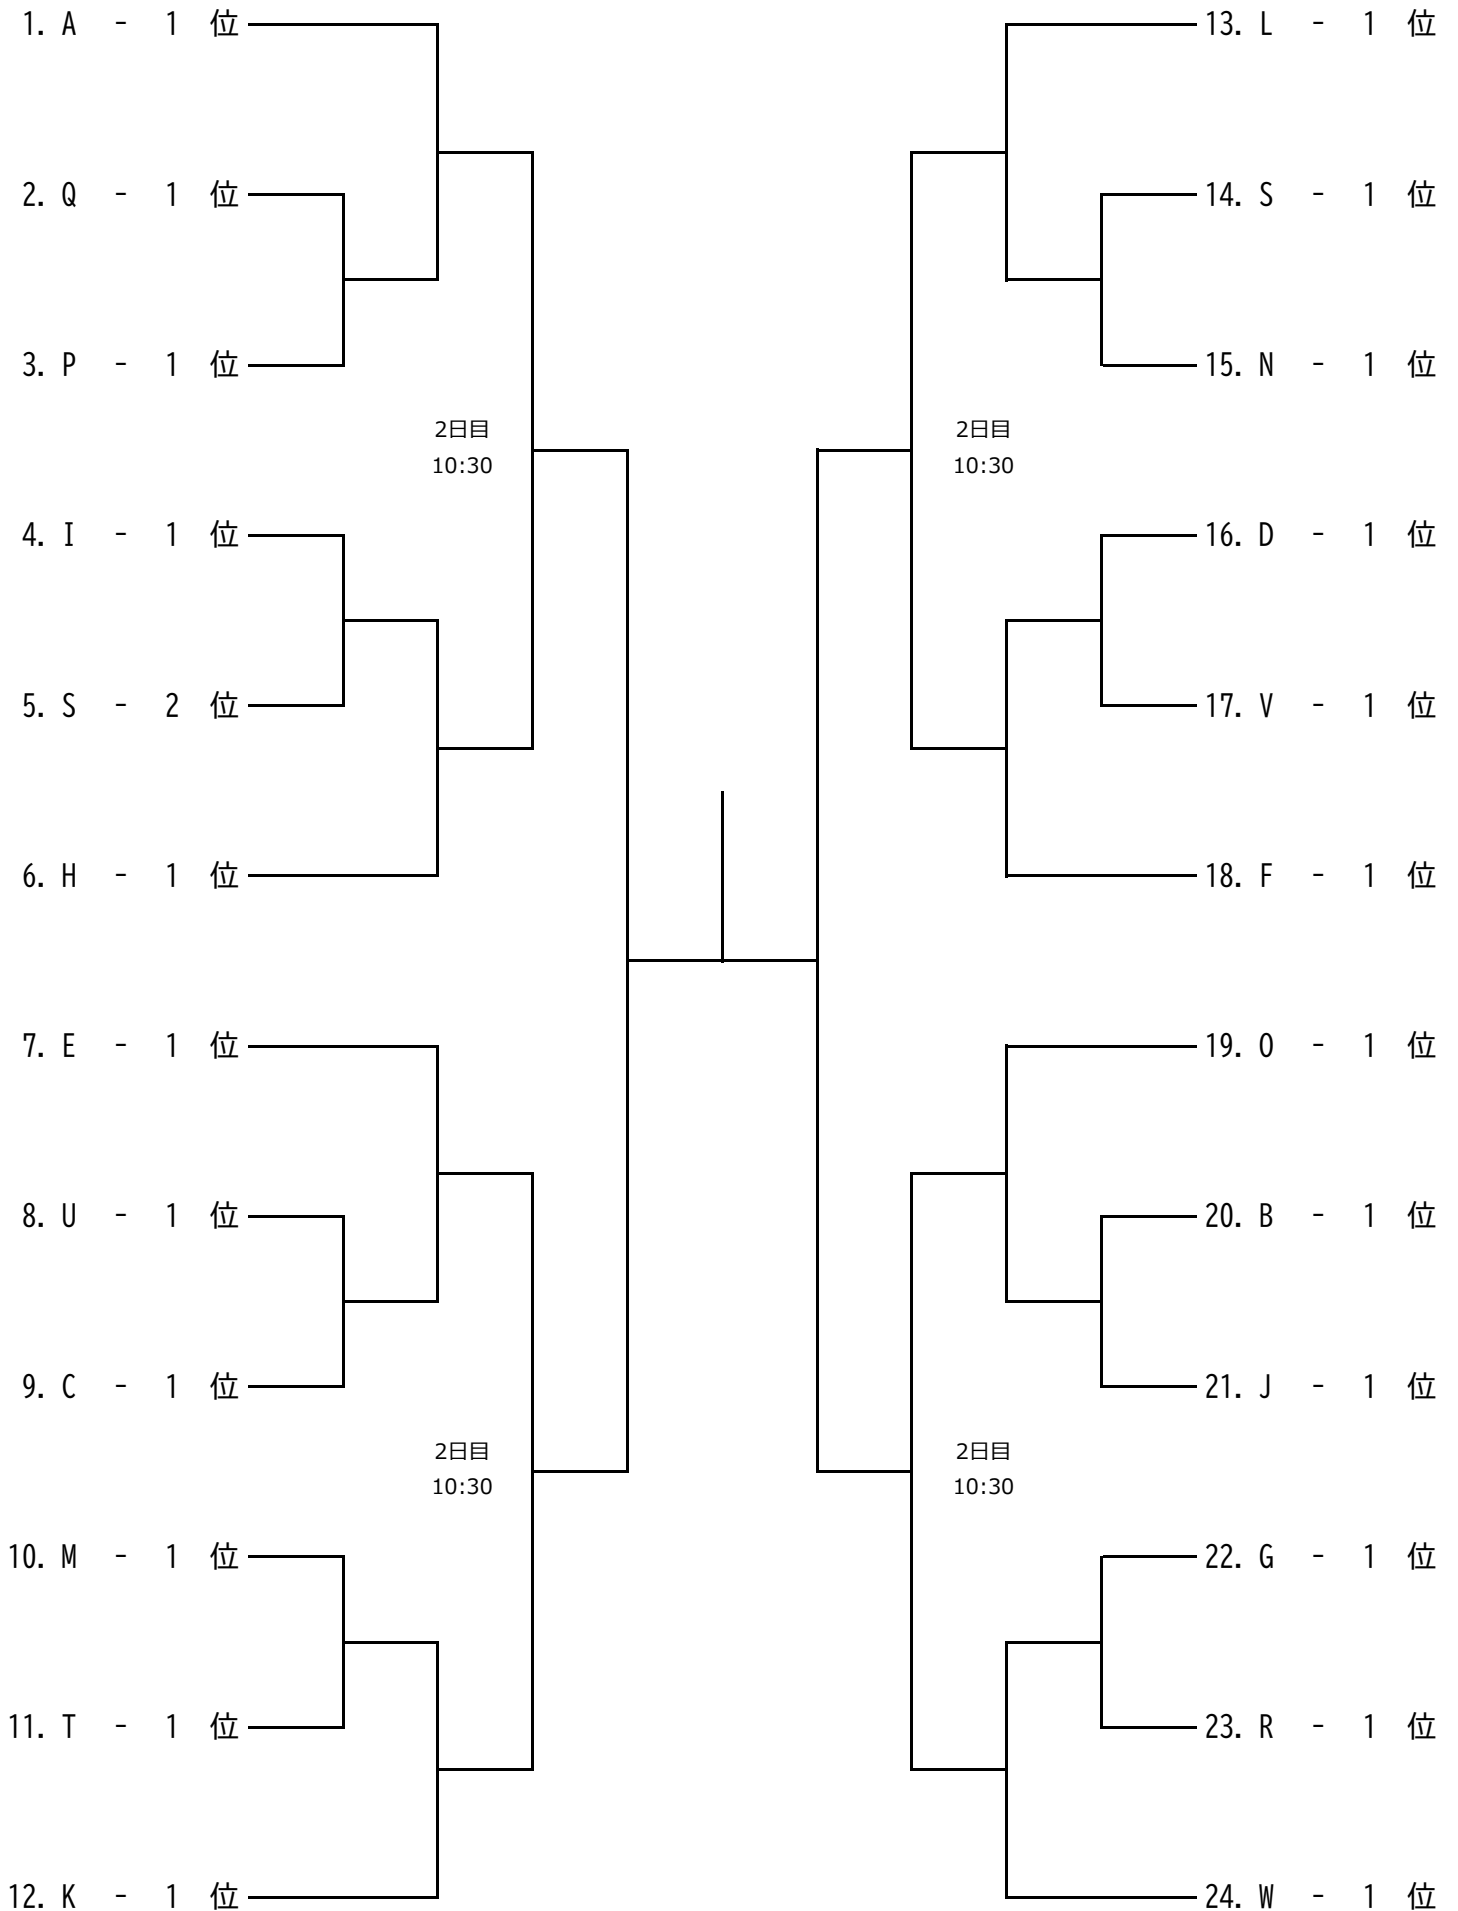 1. A - 1 位
2. Q - 1 位
3. P - 1 位
2日目
10:30
4. I - 1 位
5. S - 2 位
6. H - 1 位
7. E - 1 位
8. U - 1 位
9. C - 1 位
2日目
10:30
10. M - 1 位
11. T - 1 位
12. K - 1 位
13. L - 1 位
14. S - 1 位
15. N - 1 位
2日目
10:30
16. D - 1 位
17. V - 1 位
18. F - 1 位
19. O - 1 位
20. B - 1 位
21. J - 1 位
2日目
10:30
22. G - 1 位
23. R - 1 位
24. W - 1 位